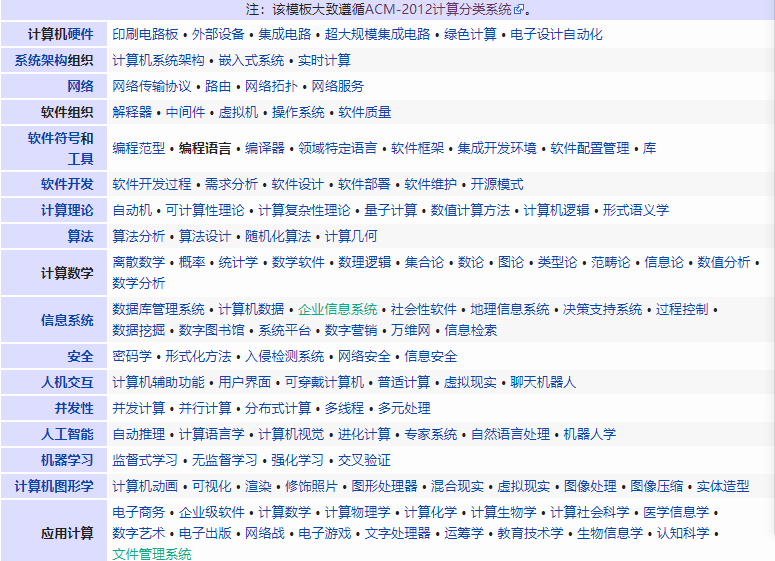 注：该模板大致遵循ACM-2012计算分类系统。
计算机硬件 印刷电路板 • 外部设备 • 集成电路 • 超大规模集成电路 • 绿色计算 • 电子设计自动化
系统架构组织 计算机系统架构 • 嵌入式系统 • 实时计算
网络 网络传输协议 • 路由 • 网络拓扑 • 网络服务
软件组织 解释器 • 中间件 • 虚拟机 • 操作系统 • 软件质量
软件符号和
工具 编程范型 • 编程语言 • 编译器 • 领域特定语言 • 软件框架 • 集成开发环境 • 软件配置管理 • 库
软件开发 软件开发过程 • 需求分析 • 软件设计 • 软件部署 • 软件维护 • 开源模式
计算理论 自动机 • 可计算性理论 • 计算复杂性理论 • 量子计算 • 数值计算方法 • 计算机逻辑 • 形式语义学
算法 算法分析 • 算法设计 • 随机化算法 • 计算几何
计算数学 离散数学 • 概率 • 统计学 • 数学软件 • 数理逻辑 • 集合论 • 数论 • 图论 • 类型论 • 范畴论 • 信息论 • 数值分析 •
数学分析
信息系统 数据库管理系统 • 计算机数据 • 企业信息系统 • 社会性软件 • 地理信息系统 • 决策支持系统 • 过程控制 •
数据挖掘 • 数字图书馆 • 系统平台 • 数字营销 • 万维网 • 信息检索
安全 密码学 • 形式化方法 • 入侵检测系统 • 网络安全 • 信息安全
人机交互 计算机辅助功能 • 用户界面 • 可穿戴计算机 • 普适计算 • 虚拟现实 • 聊天机器人
并发性 并发计算 • 并行计算 • 分布式计算 • 多线程 • 多元处理
人工智能 自动推理 • 计算语言学 • 计算机视觉 • 进化计算 • 专家系统 • 自然语言处理 • 机器人学
机器学习 监督式学习 • 无监督学习 • 强化学习 • 交叉验证
计算机图形学 计算机动画 • 可视化 • 渲染 • 修饰照片 • 图形处理器 • 混合现实 • 虚拟现实 • 图像处理 • 图像压缩 • 实体造型
应用计算 电子商务 • 企业级软件 • 计算数学 • 计算物理学 • 计算化学 • 计算生物学 • 计算社会科学 • 医学信息学 •
数字艺术 • 电子出版 • 网络战 • 电子游戏 • 文字处理器 • 运筹学 • 教育技术学 • 生物信息学 • 认知科学 •
文件管理系统